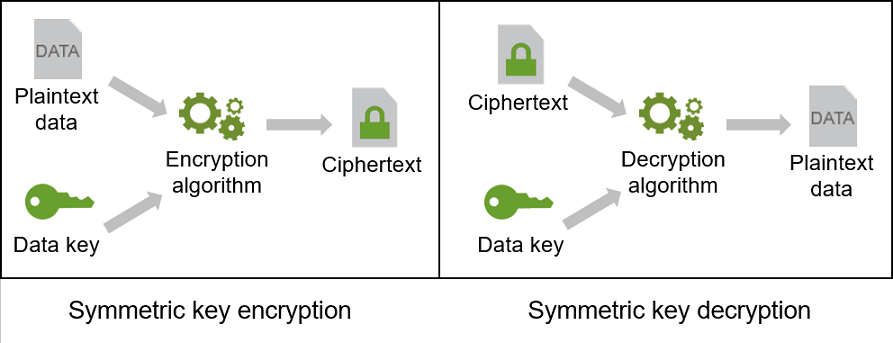 DATA
Plaintext
data
Encryption
algorithm
Ciphertext
Data key
Symmetric key encryption
Ciphertext
Decryption
algorithm
DATA
Plaintext
data
Data key
Symmetric key decryption